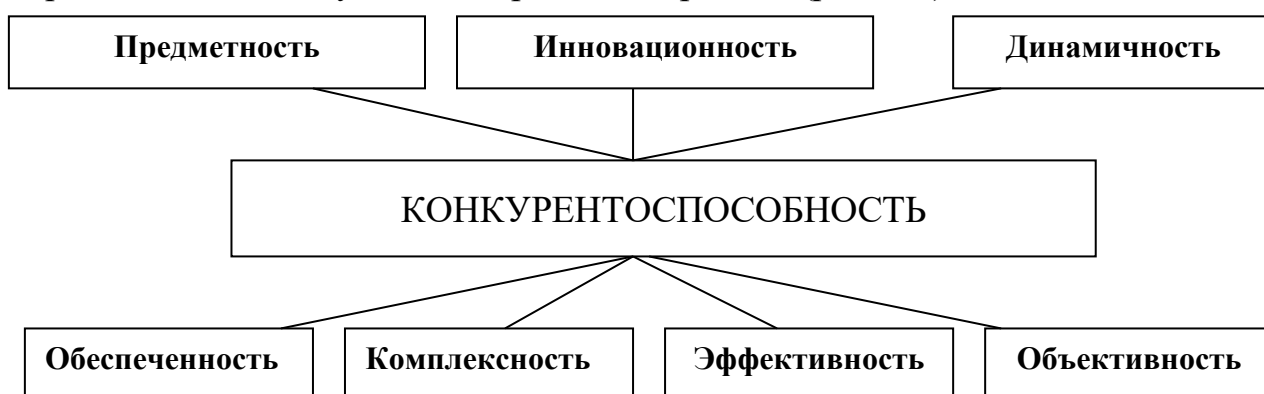 Предметность
Инновационность
Динамичность
КОНКУРЕНТОСПОСОБНОСТЬ
Обеспеченность
Комплексность
Эффективность
Объективность